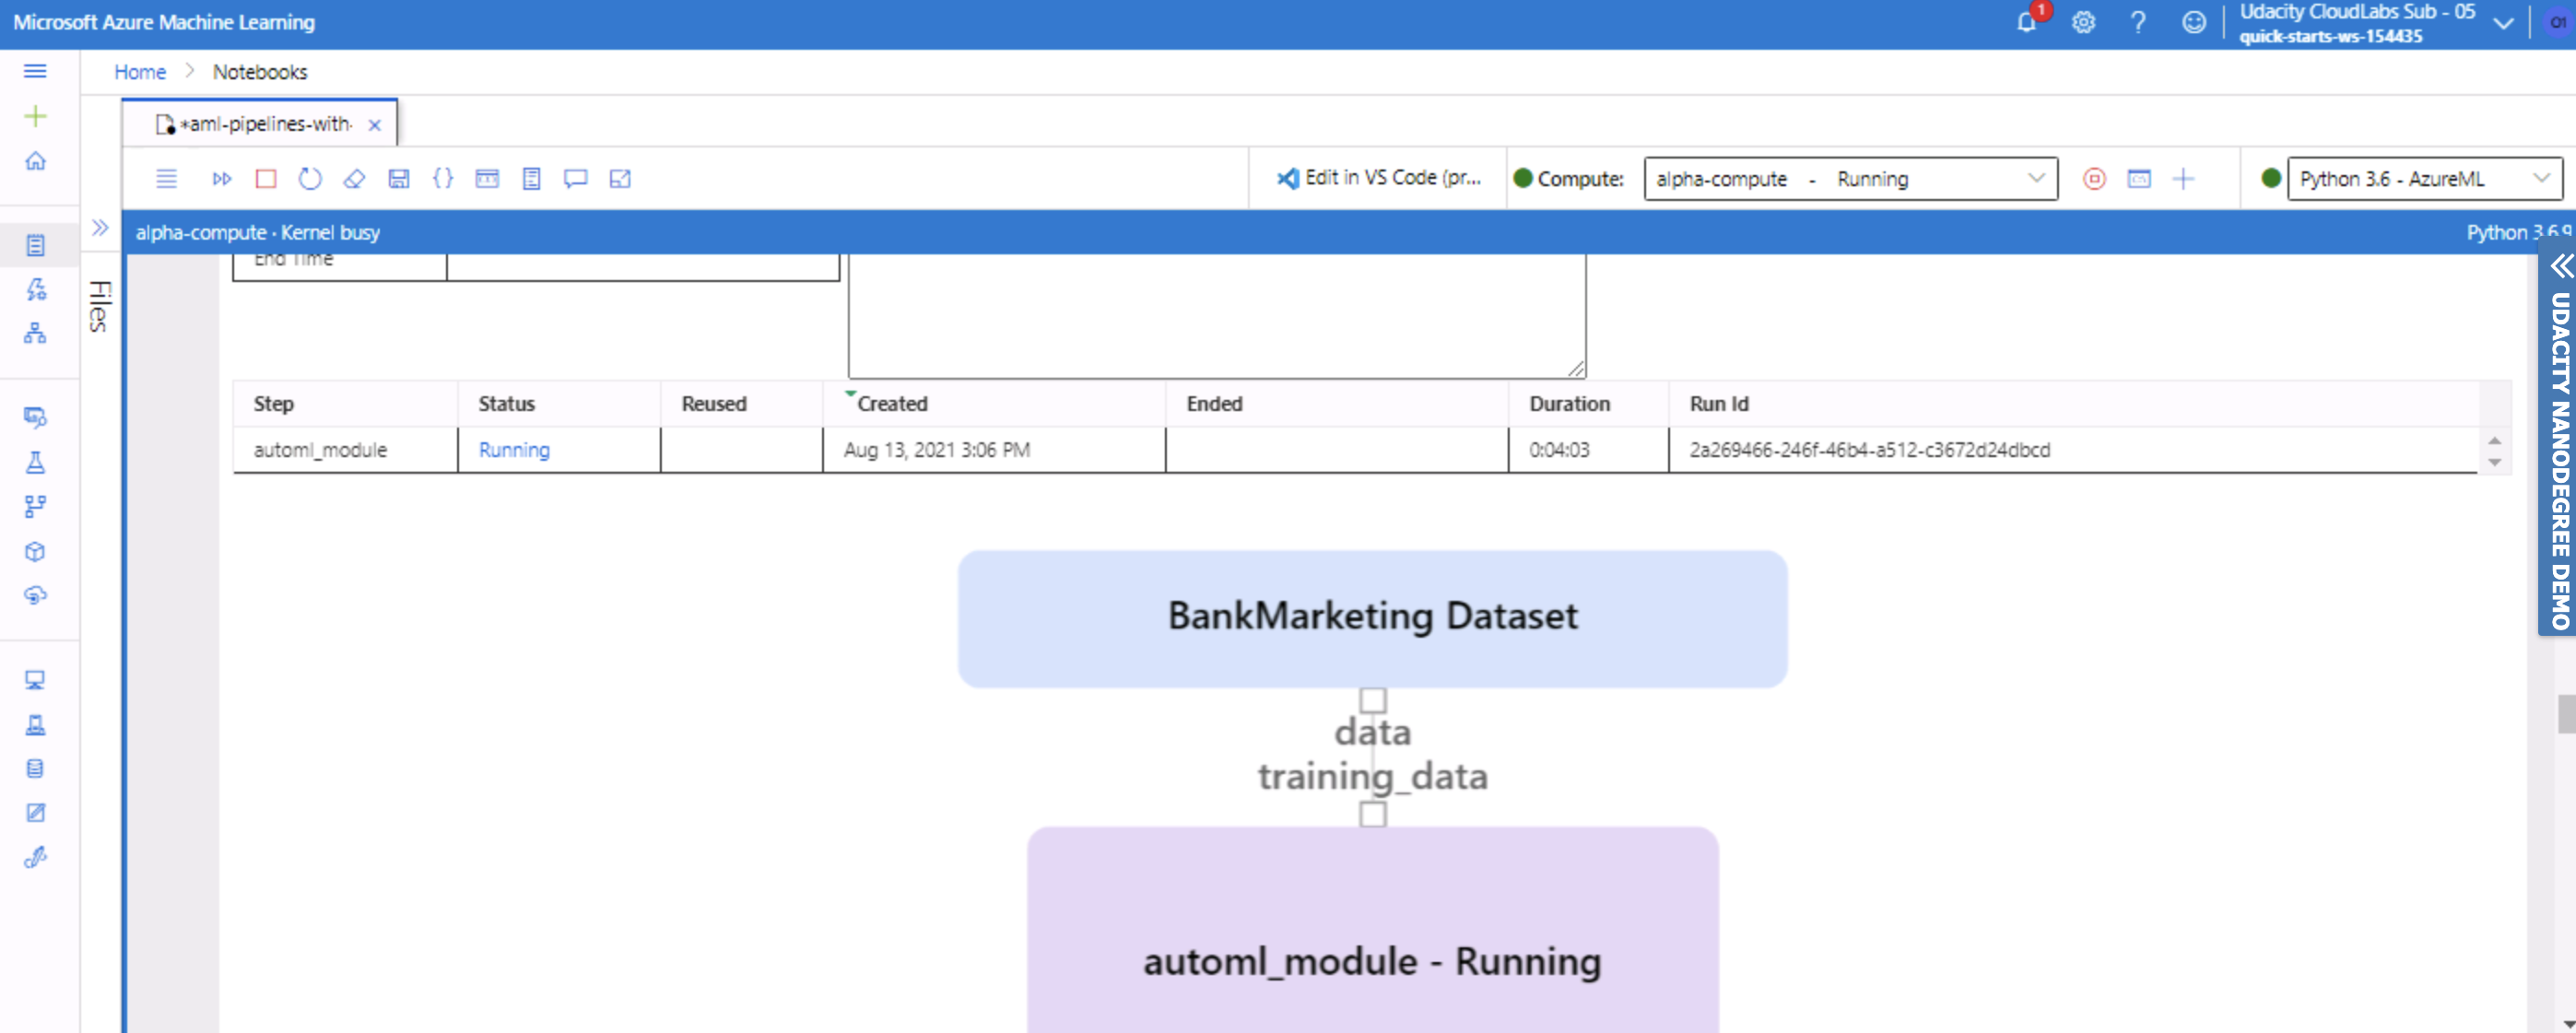 Microsoft Azure Machine Learning
1
Udacity CloudLabs Sub - 05
quick-starts-ws-154435
01
Home > Notebooks
*aml-pipelines-with-
Edit in VS Code (pr...
Compute:
alpha-compute - Running
Python 3.6 - AzureML
alpha-compute · Kernel busy
Python 3.6.9
Files
UDACITY NANODEGREE DEMO
End Time
Step Status Reused Created Ended Duration Run Id
automl_module Running Aug 13, 2021 3:06 PM 0:04:03 2a269466-246f-46b4-a512-c3672d24dbcd
BankMarketing Dataset
data
training_data
automl_module - Running